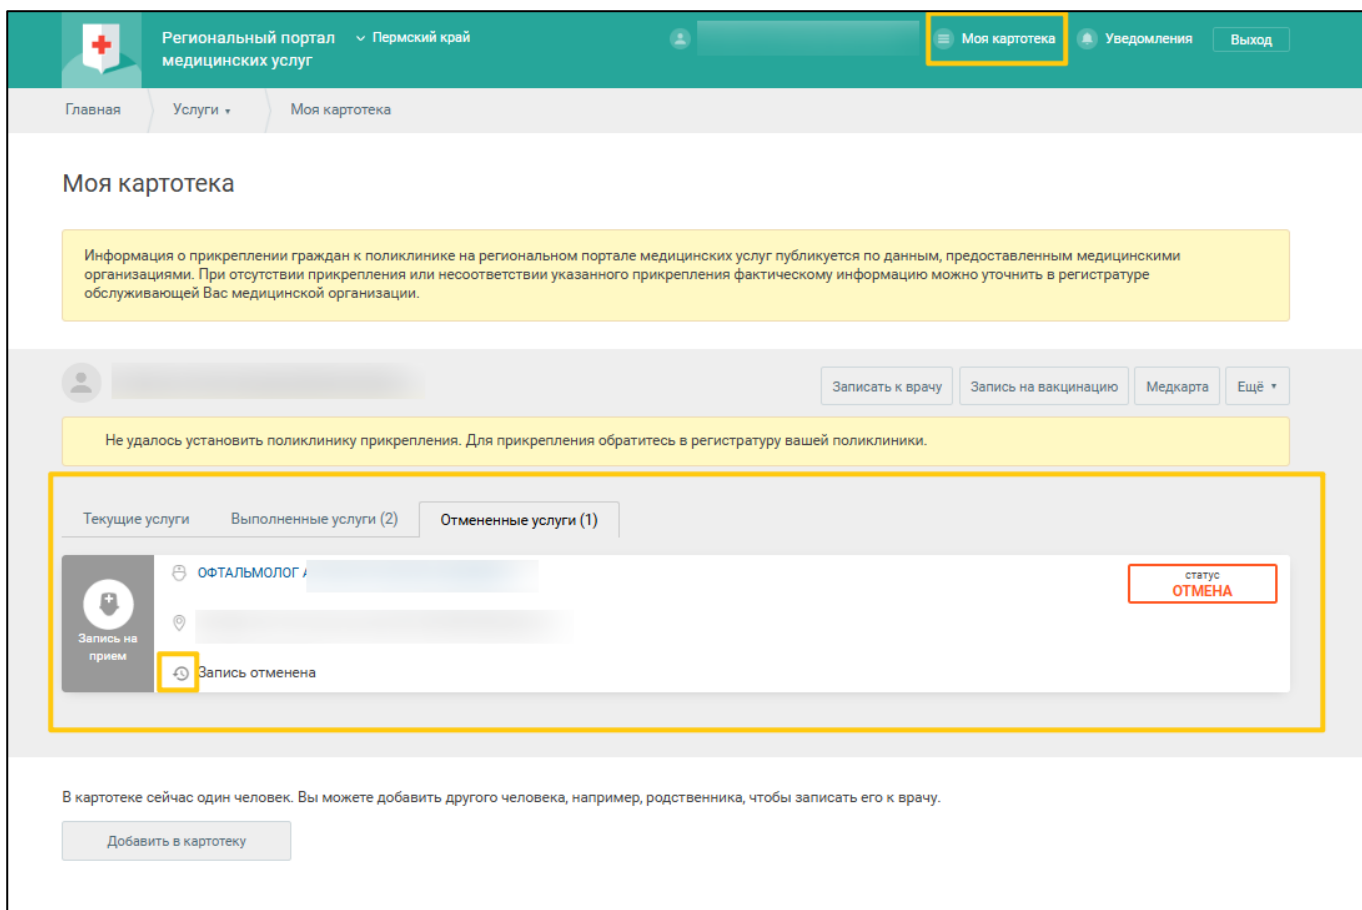 Региональный портал
медицинских услуг
Пермский край
Моя картотека
Уведомления
Выход
Главная
Услуги
Моя картотека
Моя картотека
Информация о прикреплении граждан к поликлинике на региональном портале медицинских услуг публикуется по данным, предоставленным медицинскими
организациями. При отсутствии прикрепления или несоответствии указанного прикрепления фактическому информацию можно уточнить в регистратуре
обслуживающей Вас медицинской организации.
Записать к врачу
Запись на вакцинацию
Медкарта
Ещё
Не удалось установить поликлинику прикрепления. Для прикрепления обратитесь в регистратуру вашей поликлиники.
Текущие услуги
Выполненные услуги (2)
Отмененные услуги (1)
Запись на
прием
ОФТАЛЬМОЛОГ
статус
ОТМЕНА
Запись отменена
В картотеке сейчас один человек. Вы можете добавить другого человека, например, родственника, чтобы записать его к врачу.
Добавить в картотеку